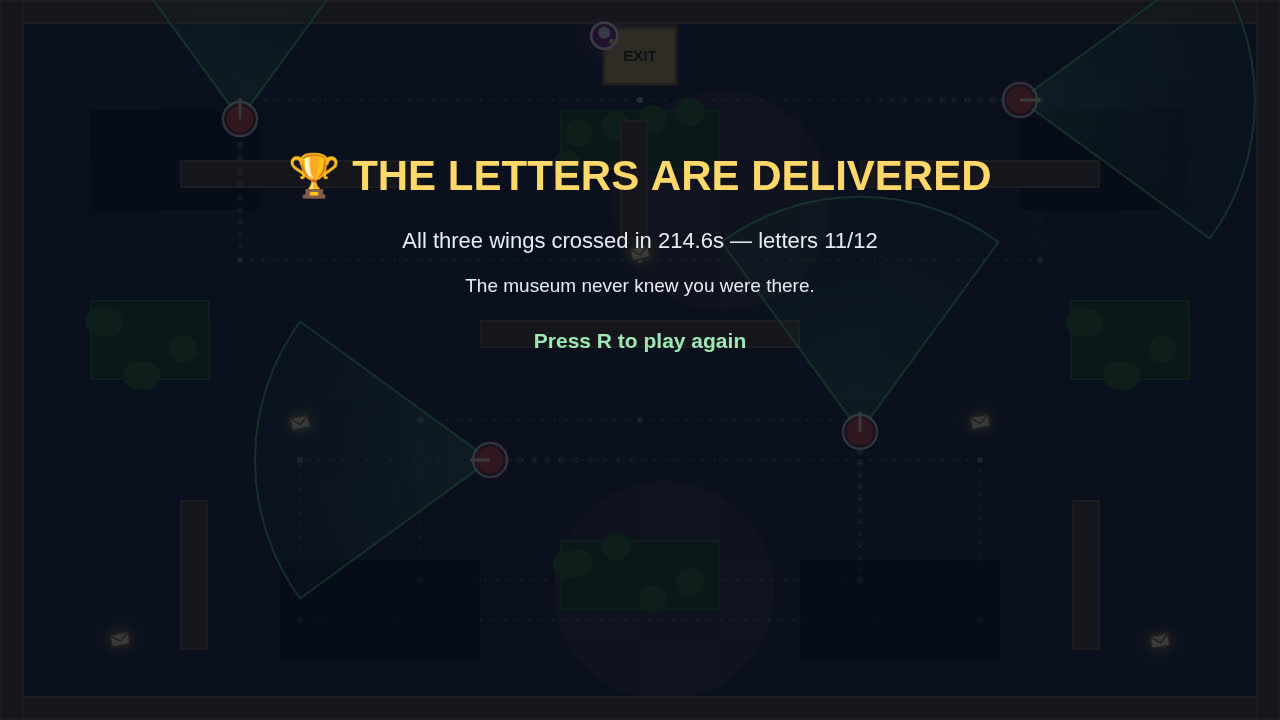 EXIT
🏆 THE LETTERS ARE DELIVERED
All three wings crossed in 214.6s — letters 11/12
The museum never knew you were there.
Press R to play again